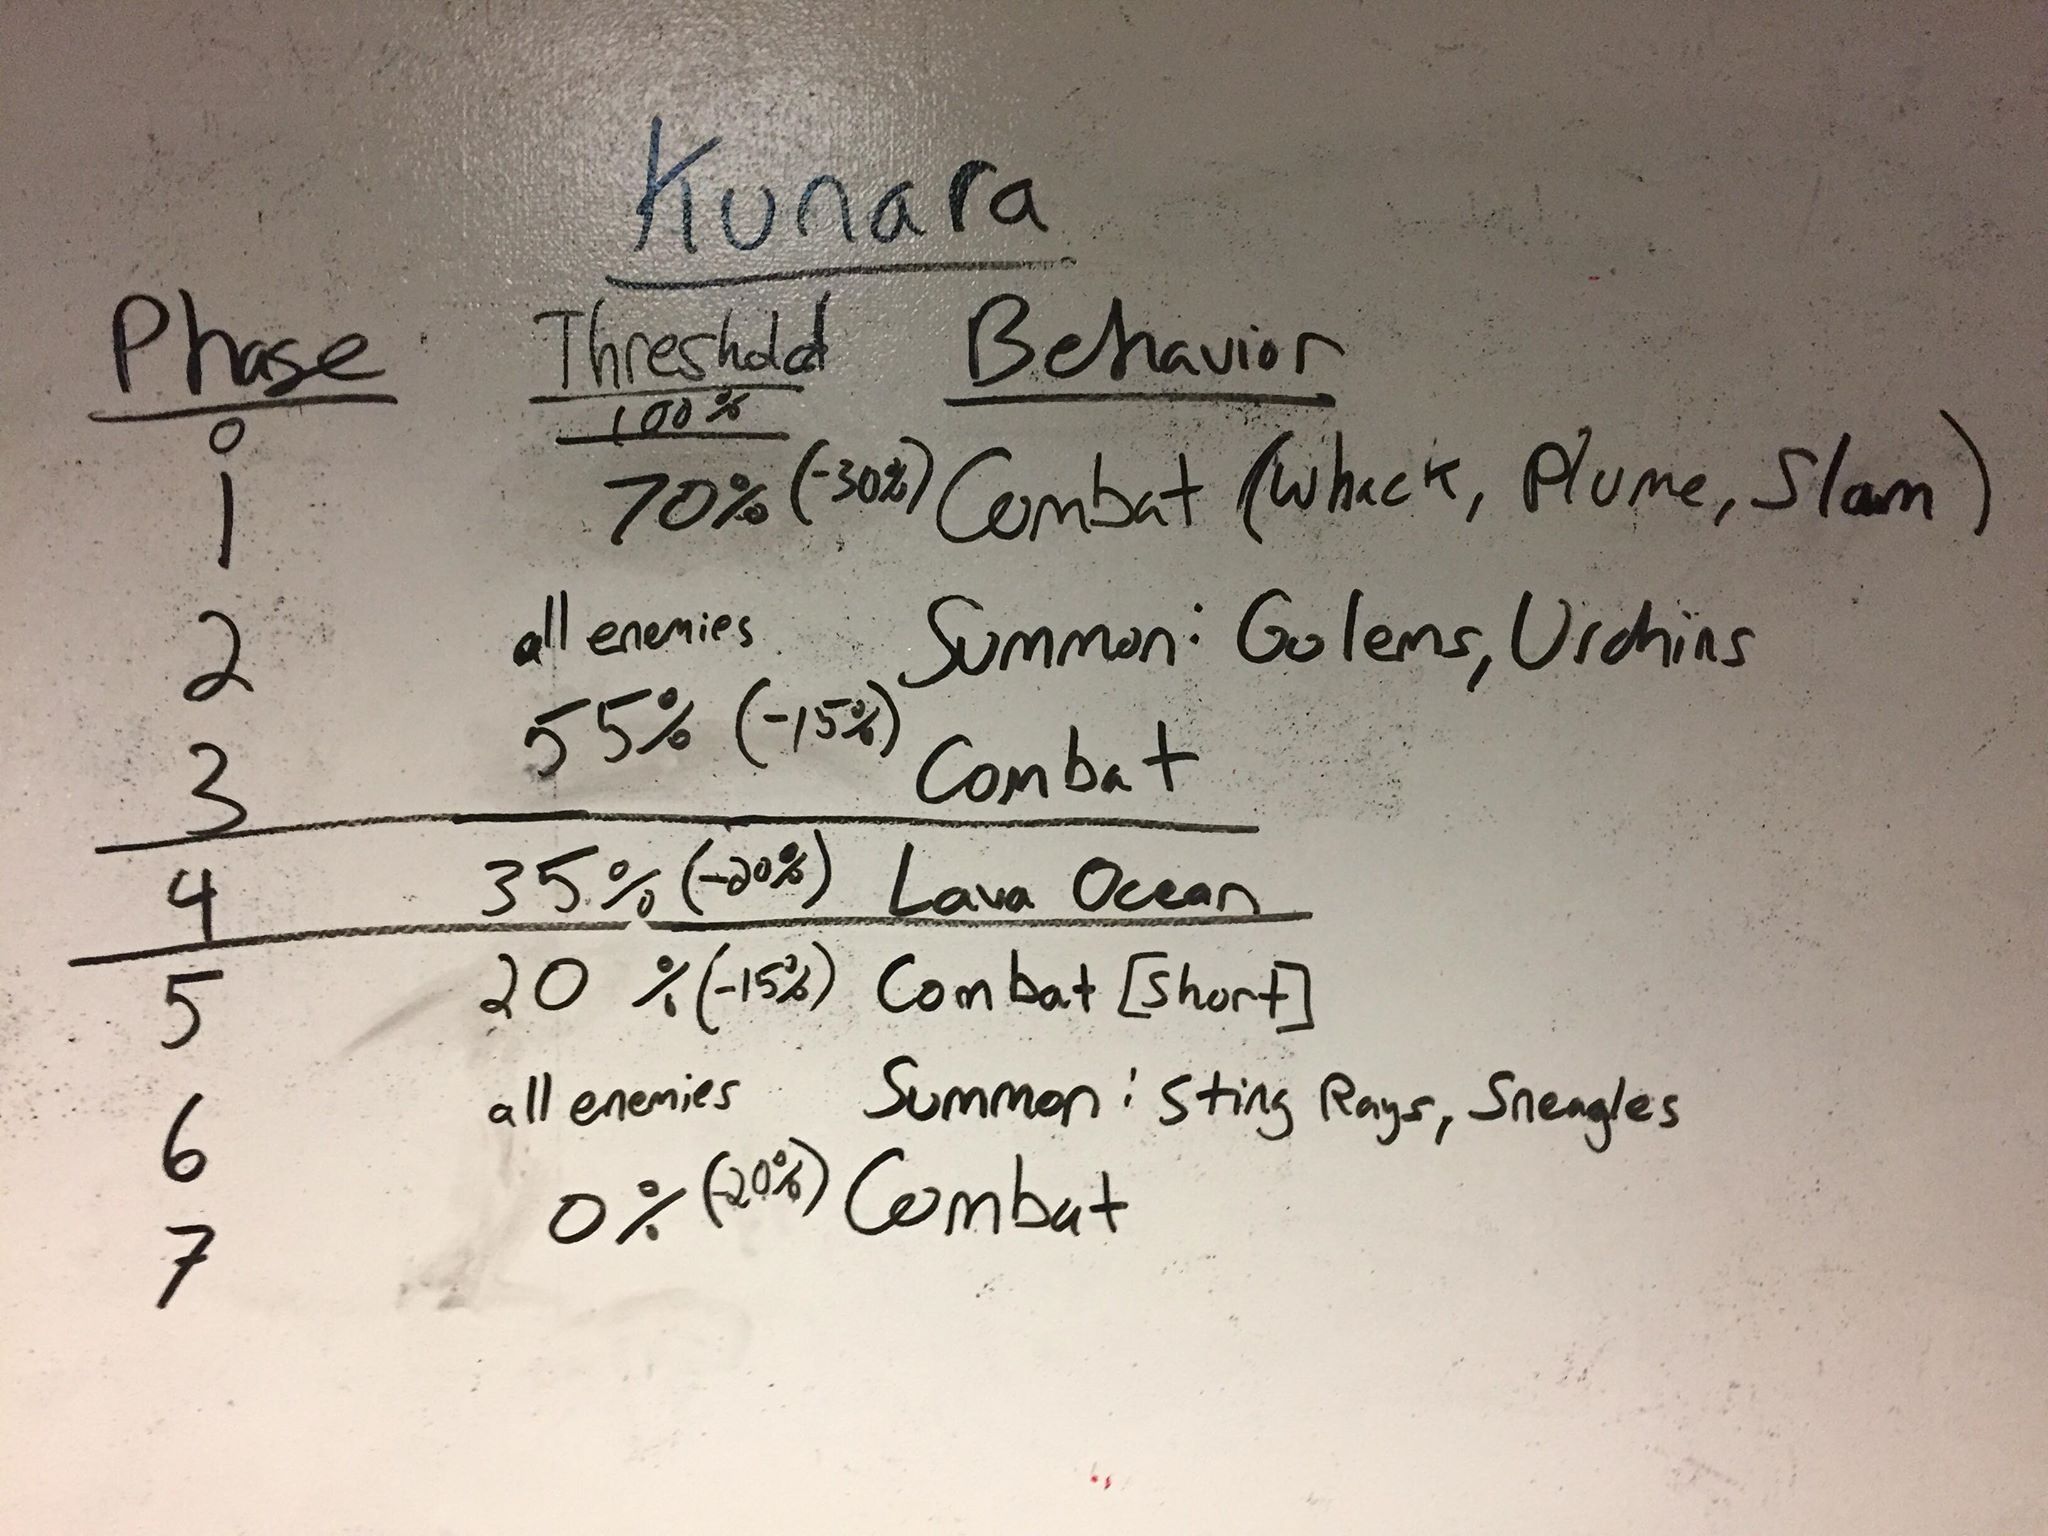 Kunara
Phase Threshold Behavior
0 100%
1 70% (-30%) Combat (Whack, Plume, Slam)
2 all enemies Summon: Golems, Urchins
3 55% (-15%) Combat
4 35% (-20%) Lava Ocean
5 20% (-15%) Combat [Short]
6 all enemies Summon: Sting Rays, Sneagles
7 0% (-20%) Combat